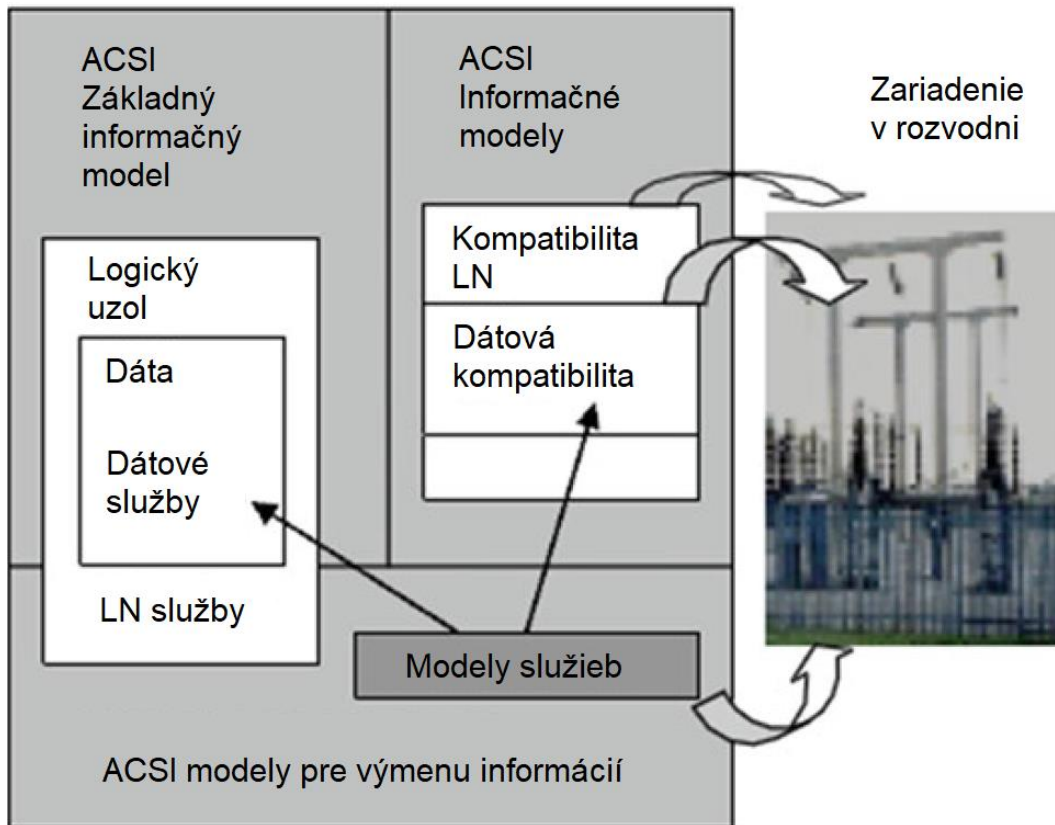 ACSI
Základný
informačný
model
ACSI
Informačné
modely
Zariadenie
v rozvodni
Logický
uzol
Dáta
Dátové
služby
LN služby
Kompatibilita
LN
Dátová
kompatibilita
Modely služieb
ACSI modely pre výmenu informácií